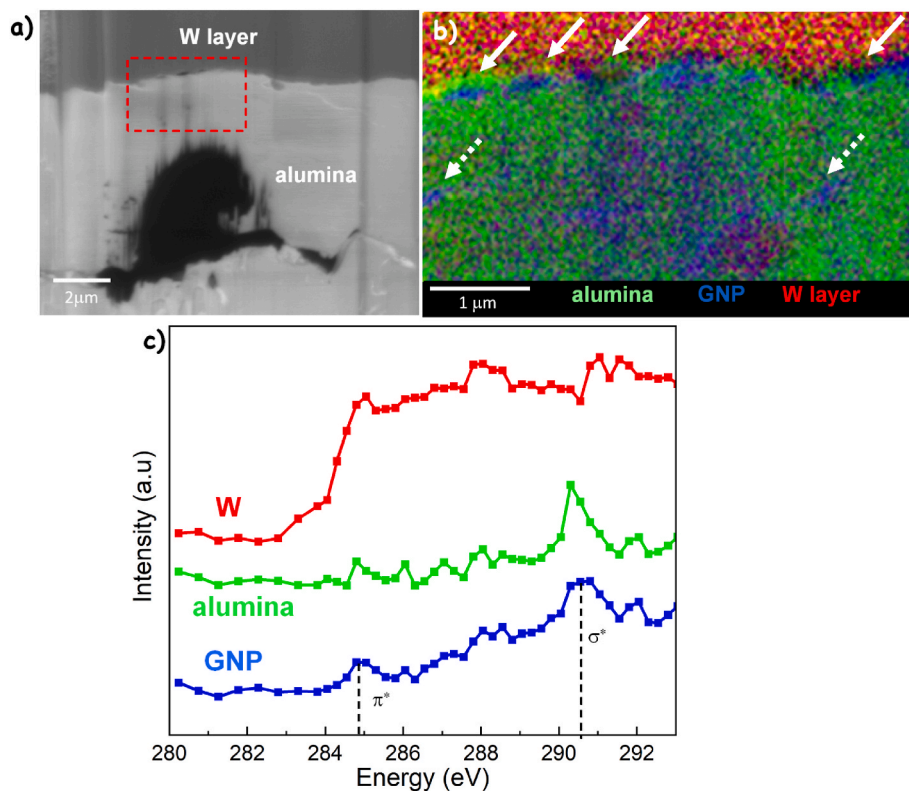 a)
W layer
alumina
2μm
b)
1 μm
alumina GNP W layer
c)
Intensity (a.u)
W
alumina
GNP
π*
σ*
280 282 284 286 288 290 292
Energy (eV)